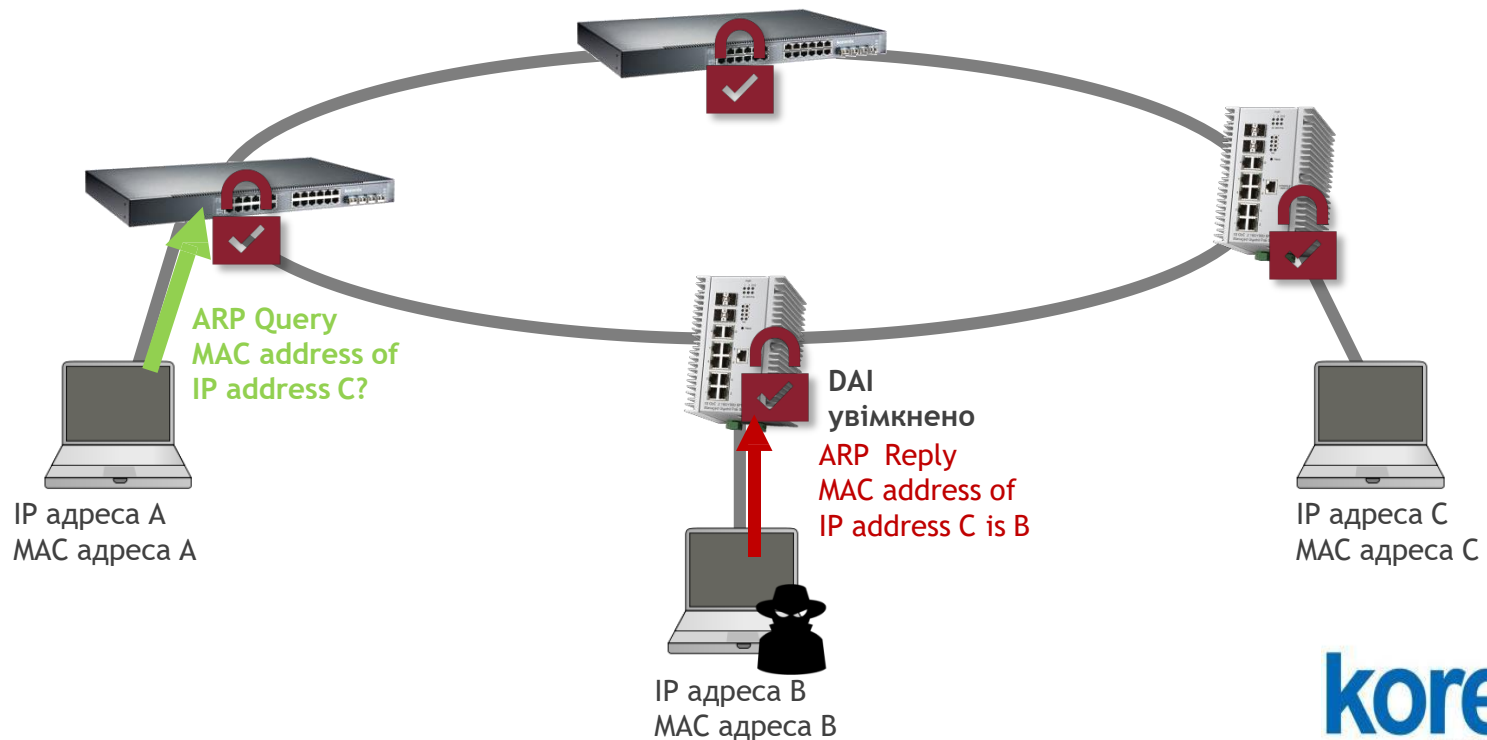 ARP Query
MAC address of
IP address C?
DAI
увімкнено
ARP Reply
MAC address of
IP address C is B
IP адреса A
MAC адреса A
IP адреса C
MAC адреса C
IP адреса B
MAC адреса B
kore